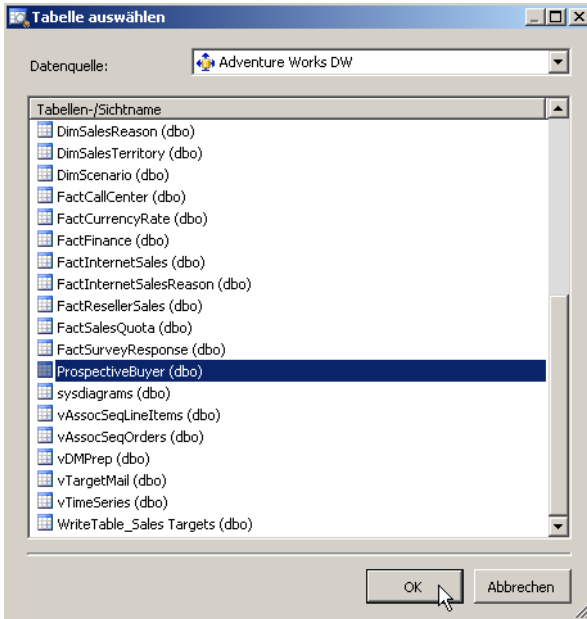 Tabelle auswählen
Datenquelle: Adventure Works DW
Tabellen-/Sichtname
DimSalesReason (dbo)
DimSalesTerritory (dbo)
DimScenario (dbo)
FactCallCenter (dbo)
FactCurrencyRate (dbo)
FactFinance (dbo)
FactInternetSales (dbo)
FactInternetSalesReason (dbo)
FactResellerSales (dbo)
FactSalesQuota (dbo)
FactSurveyResponse (dbo)
ProspectiveBuyer (dbo)
sysdiagrams (dbo)
vAssocSeqLineItems (dbo)
vAssocSeqOrders (dbo)
vDMPrep (dbo)
vTargetMail (dbo)
vTimeSeries (dbo)
WriteTable_Sales Targets (dbo)
OK Abbrechen